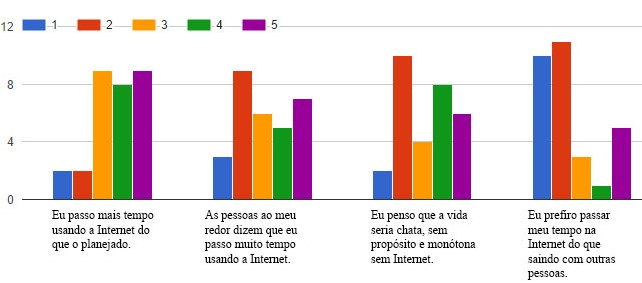 12
1 2 3 4 5
8
4
0
Eu passo mais tempo
usando a Internet do
que o planejado.
As pessoas ao meu
redor dizem que eu
passo muito tempo
usando a Internet.
Eu penso que a vida
seria chata, sem
propósito e monótona
sem Internet.
Eu prefiro passar
meu tempo na
Internet do que
saindo com outras
pessoas.